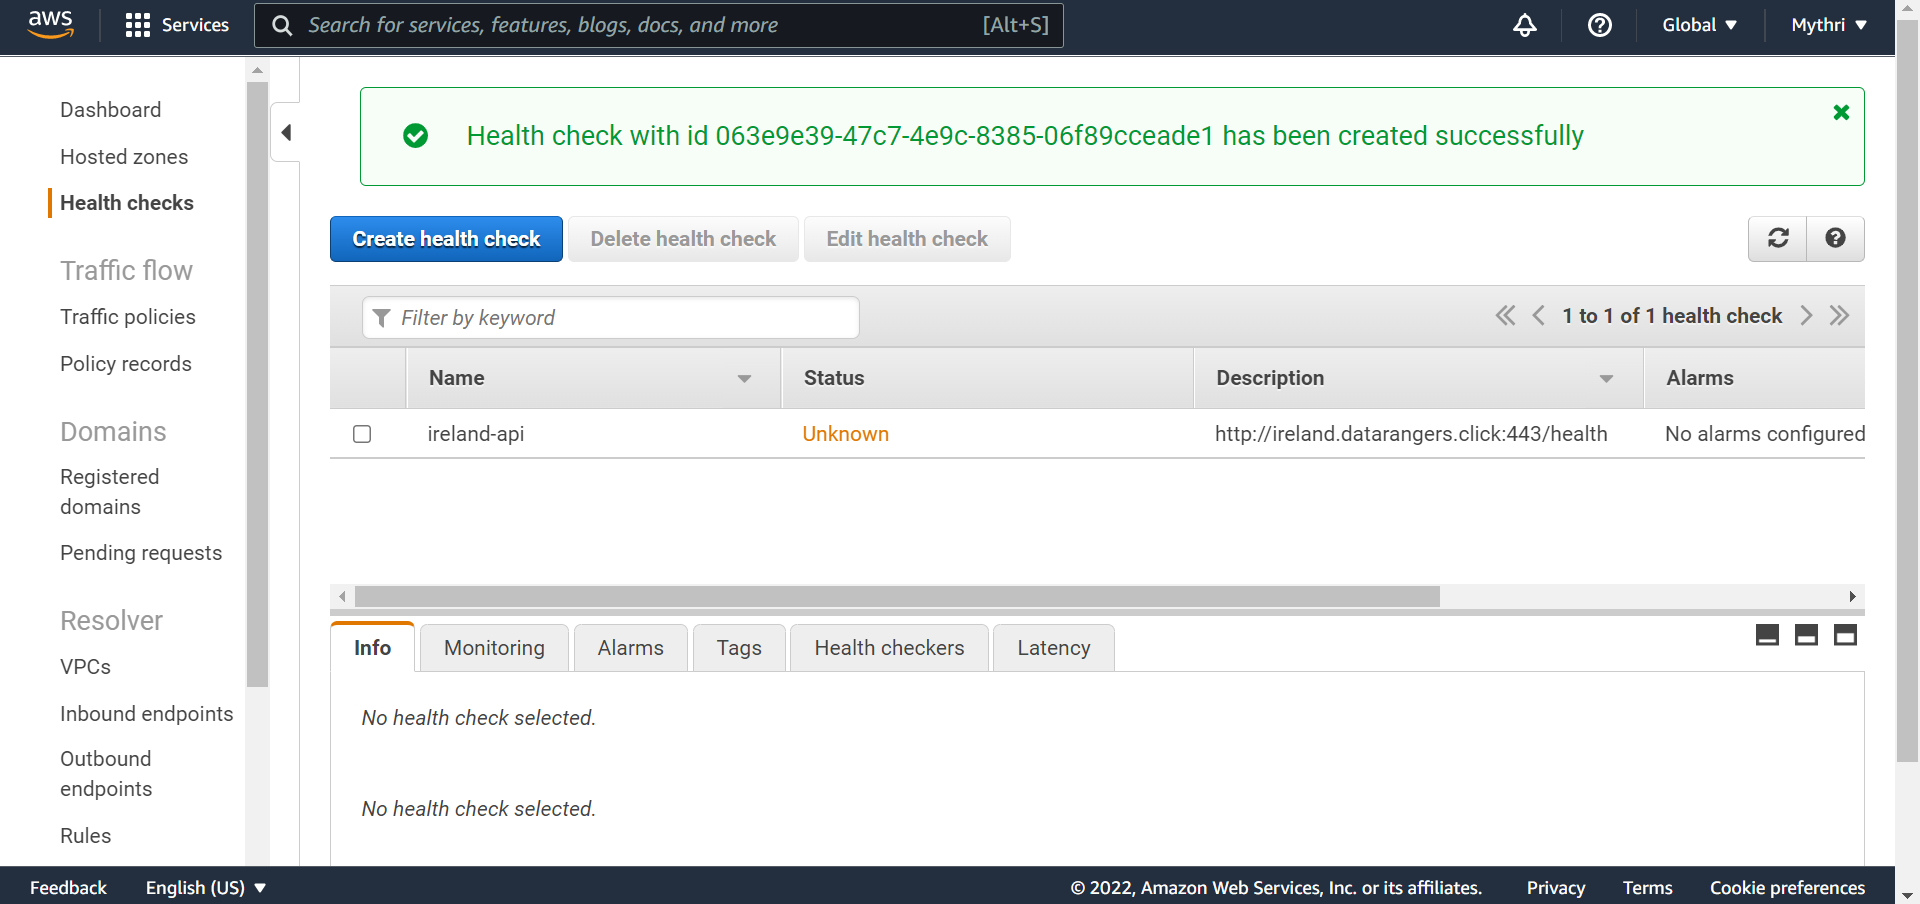 aws
Services
Search for services, features, blogs, docs, and more
[Alt+S]
Global
Mythri
Dashboard
Hosted zones
Health checks
Traffic flow
Traffic policies
Policy records
Domains
Registered
domains
Pending requests
Resolver
VPCs
Inbound endpoints
Outbound
endpoints
Rules
Health check with id 063e9e39-47c7-4e9c-8385-06f89cceade1 has been created successfully
Create health check
Delete health check
Edit health check
Filter by keyword
1 to 1 of 1 health check
Name
Status
Description
Alarms
ireland-api
Unknown
http://ireland.datarangers.click:443/health
No alarms configured
Info
Monitoring
Alarms
Tags
Health checkers
Latency
No health check selected.
No health check selected.
Feedback
English (US)
© 2022, Amazon Web Services, Inc. or its affiliates.
Privacy
Terms
Cookie preferences